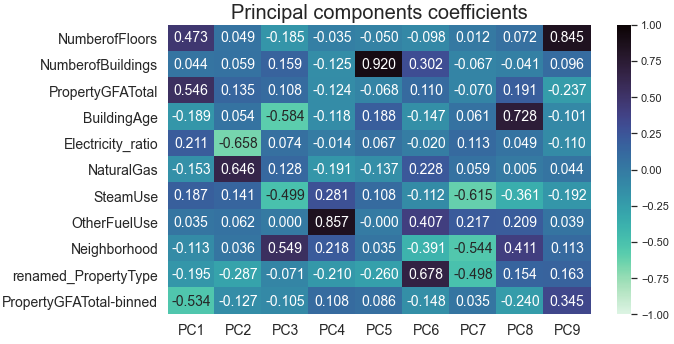 Principal components coefficients
NumberofFloors 0.473 0.049 -0.185 -0.035 -0.050 -0.098 0.012 0.072 0.845
NumberofBuildings 0.044 0.059 0.159 -0.125 0.920 0.302 -0.067 -0.041 0.096
PropertyGFATotal 0.546 0.135 0.108 -0.124 -0.068 0.110 -0.070 0.191 -0.237
BuildingAge -0.189 0.054 -0.584 -0.118 0.188 -0.147 0.061 0.728 -0.101
Electricity_ratio 0.211 -0.658 0.074 -0.014 0.067 -0.020 0.113 0.049 -0.110
NaturalGas -0.153 0.646 0.128 -0.191 -0.137 0.228 0.059 0.005 0.044
SteamUse 0.187 0.141 -0.499 0.281 0.108 -0.112 -0.615 -0.361 -0.192
OtherFuelUse 0.035 0.062 0.000 0.857 -0.000 0.407 0.217 0.209 0.039
Neighborhood -0.113 0.036 0.549 0.218 0.035 -0.391 -0.544 0.411 0.113
renamed_PropertyType -0.195 -0.287 -0.071 -0.210 -0.260 0.678 -0.498 0.154 0.163
PropertyGFATotal-binned -0.534 -0.127 -0.105 0.108 0.086 -0.148 0.035 -0.240 0.345
PC1 PC2 PC3 PC4 PC5 PC6 PC7 PC8 PC9
1.00
0.75
0.50
0.25
0.00
-0.25
-0.50
-0.75
-1.00